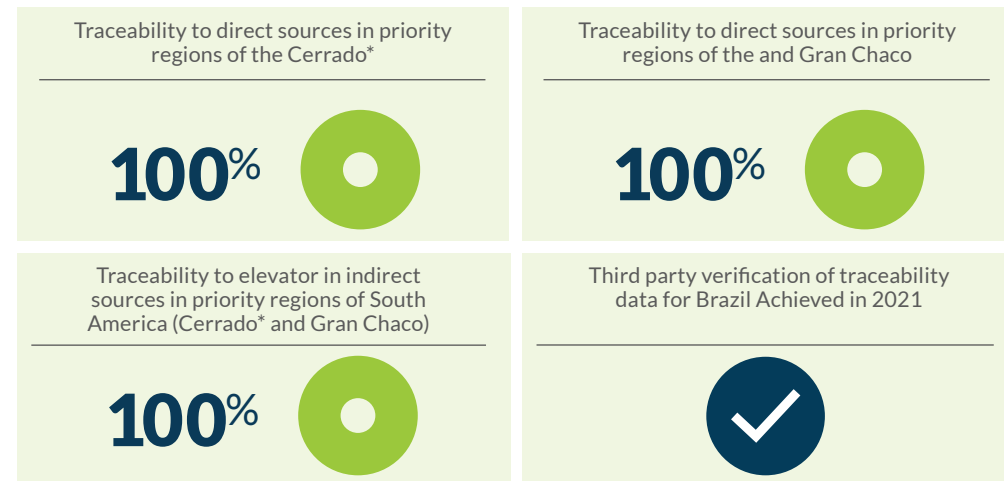 Traceability to direct sources in priority
regions of the Cerrado*
100%
Traceability to direct sources in priority
regions of the and Gran Chaco
100%
Traceability to elevator in indirect
sources in priority regions of South
America (Cerrado* and Gran Chaco)
100%
Third party verification of traceability
data for Brazil Achieved in 2021